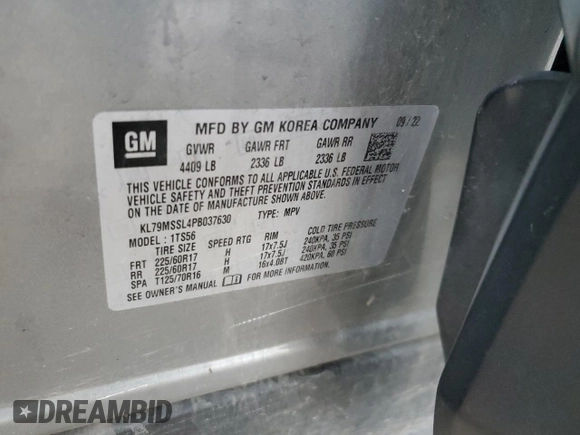 GM
MFD BY GM KOREA COMPANY 09 / 22
GVWR GAWR FRT GAWR RR
4409 LB 2336 LB 2336 LB
THIS VEHICLE CONFORMS TO ALL APPLICABLE U.S. FEDERAL MOTOR
VEHICLE SAFETY AND THEFT PREVENTION STANDARDS IN EFFECT
ON THE DATE OF MANUFACTURE SHOWN ABOVE.
KL79MSSL4PB037630 TYPE: MPV
MODEL: 1TS56
TIRE SIZE SPEED RTG RIM COLD TIRE PRESSURE
FRT 225/60R17 H 17x7.5J 240KPA, 35 PSI
RR 225/60R17 H 17x7.5J 240KPA, 35 PSI
SPA T125/70R16 M 16x4.0BT 420KPA, 60 PSI
SEE OWNER'S MANUAL FOR MORE INFORMATION.
DREAMBID